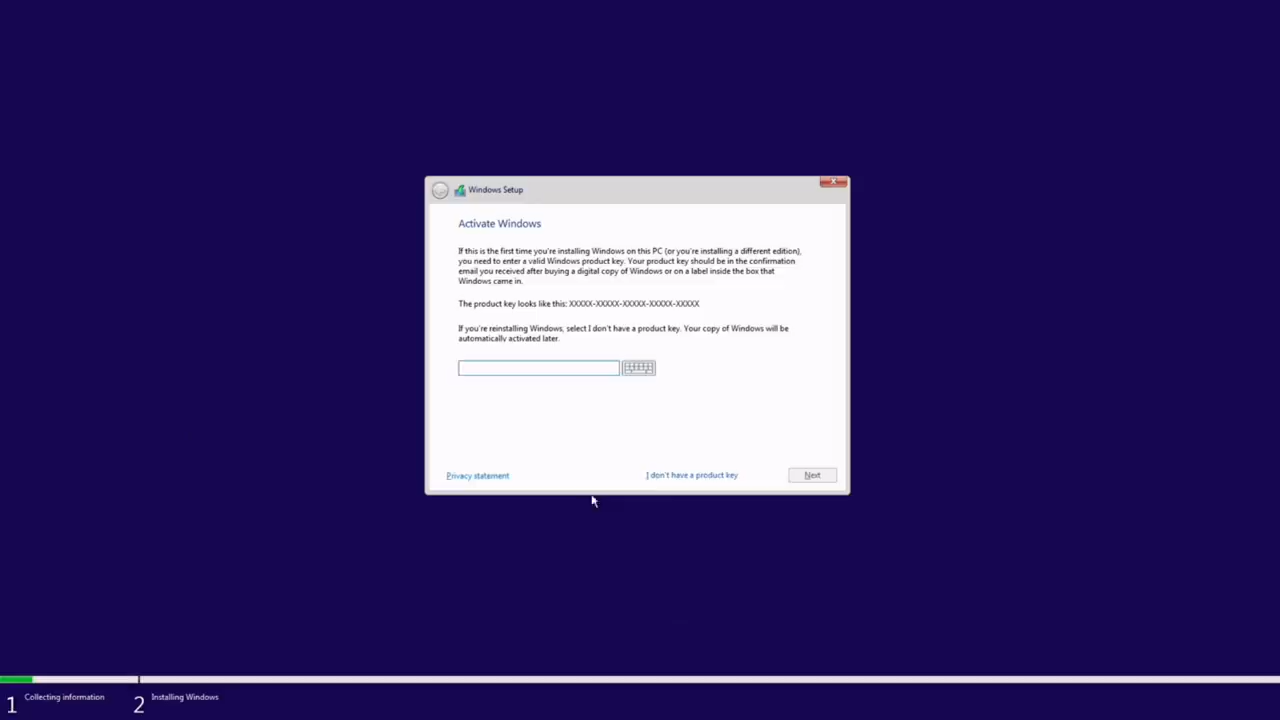 Windows Setup
Activate Windows
If this is the first time you're installing Windows on this PC (or you're installing a different edition),
you need to enter a valid Windows product key. Your product key should be in the confirmation
email you received after buying a digital copy of Windows or on a label inside the box that
Windows came in.
The product key looks like this: XXXXX-XXXXX-XXXXX-XXXXX-XXXXX
If you're reinstalling Windows, select I don't have a product key. Your copy of Windows will be
automatically activated later.
Privacy statement
I don't have a product key
Next
1 Collecting information
2 Installing Windows